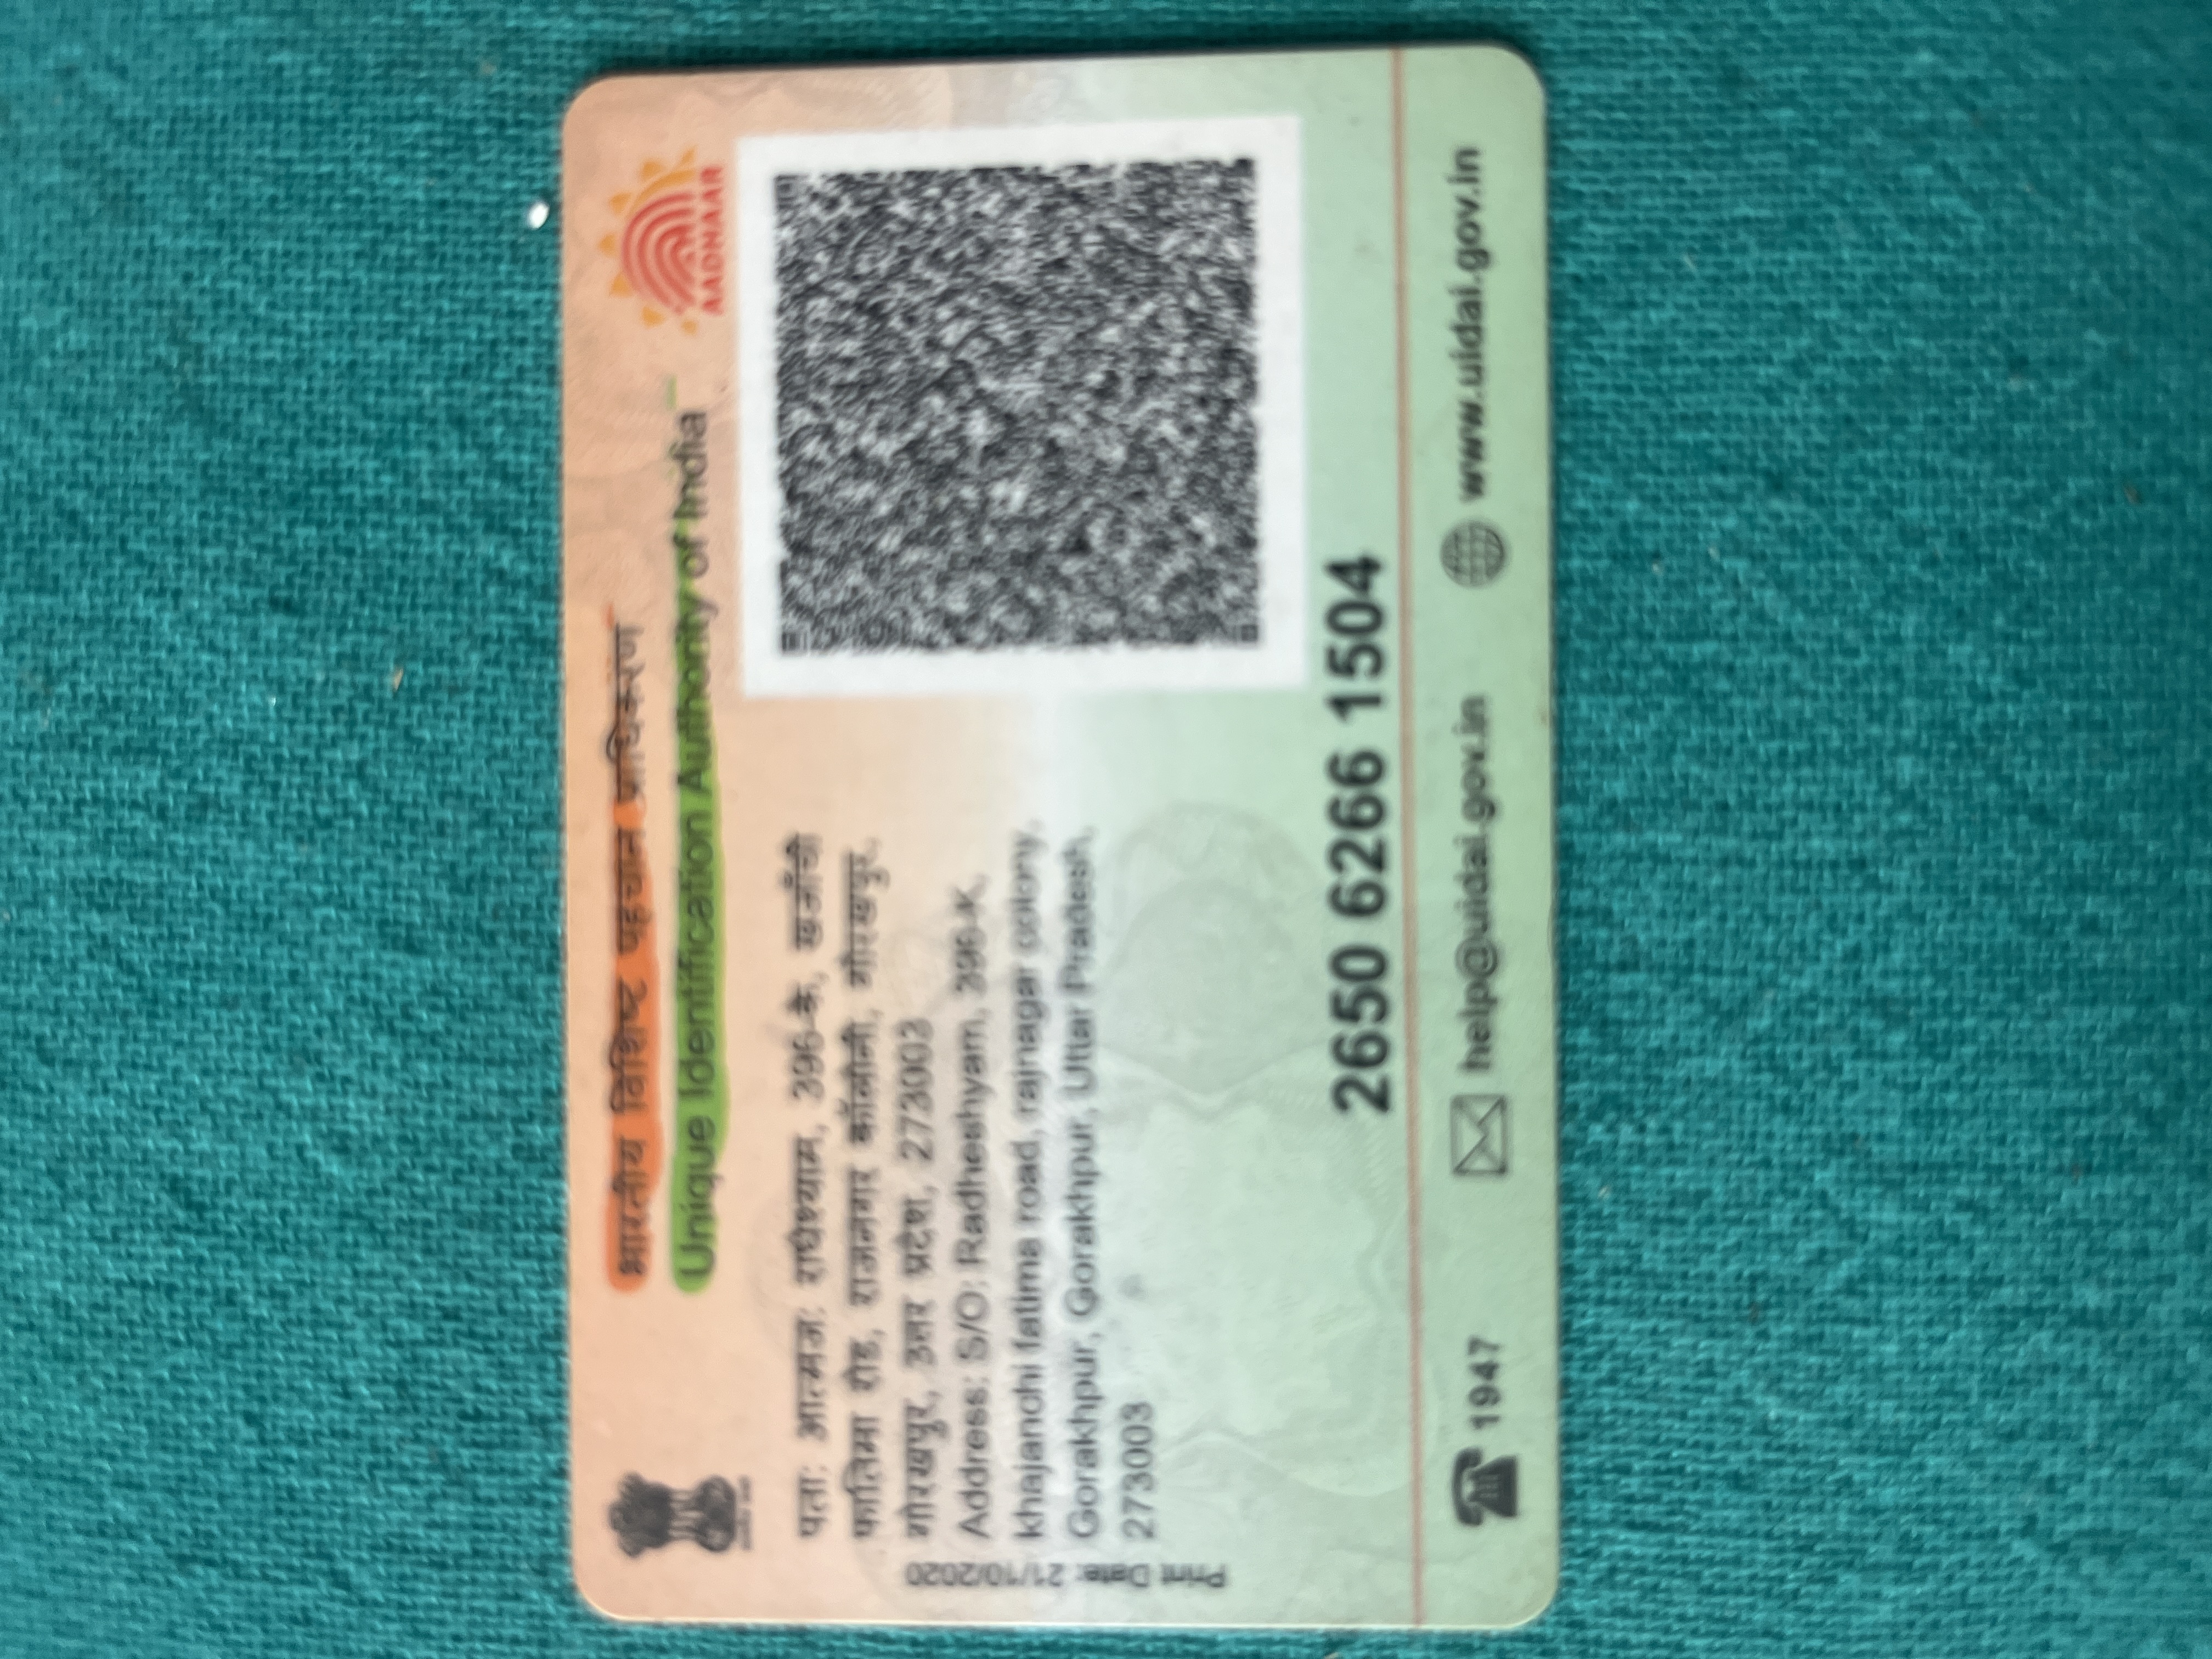 भारतीय विशिष्ट पहचान प्राधिकरण
Unique Identification Authority of India
AADHAAR
पता: आत्मज: राधेश्याम, 396-के, खजांची
फातिमा रोड, राजनगर कॉलोनी, गोरखपुर,
गोरखपुर, उत्तर प्रदेश, 273003
Address: S/O: Radheshyam, 396-K,
khajanchi fatima road, rajnagar colony,
Gorakhpur, Gorakhpur, Uttar Pradesh,
273003
Print Date: 21/10/2020
2650 6266 1504
1947
help@uidai.gov.in
www.uidai.gov.in